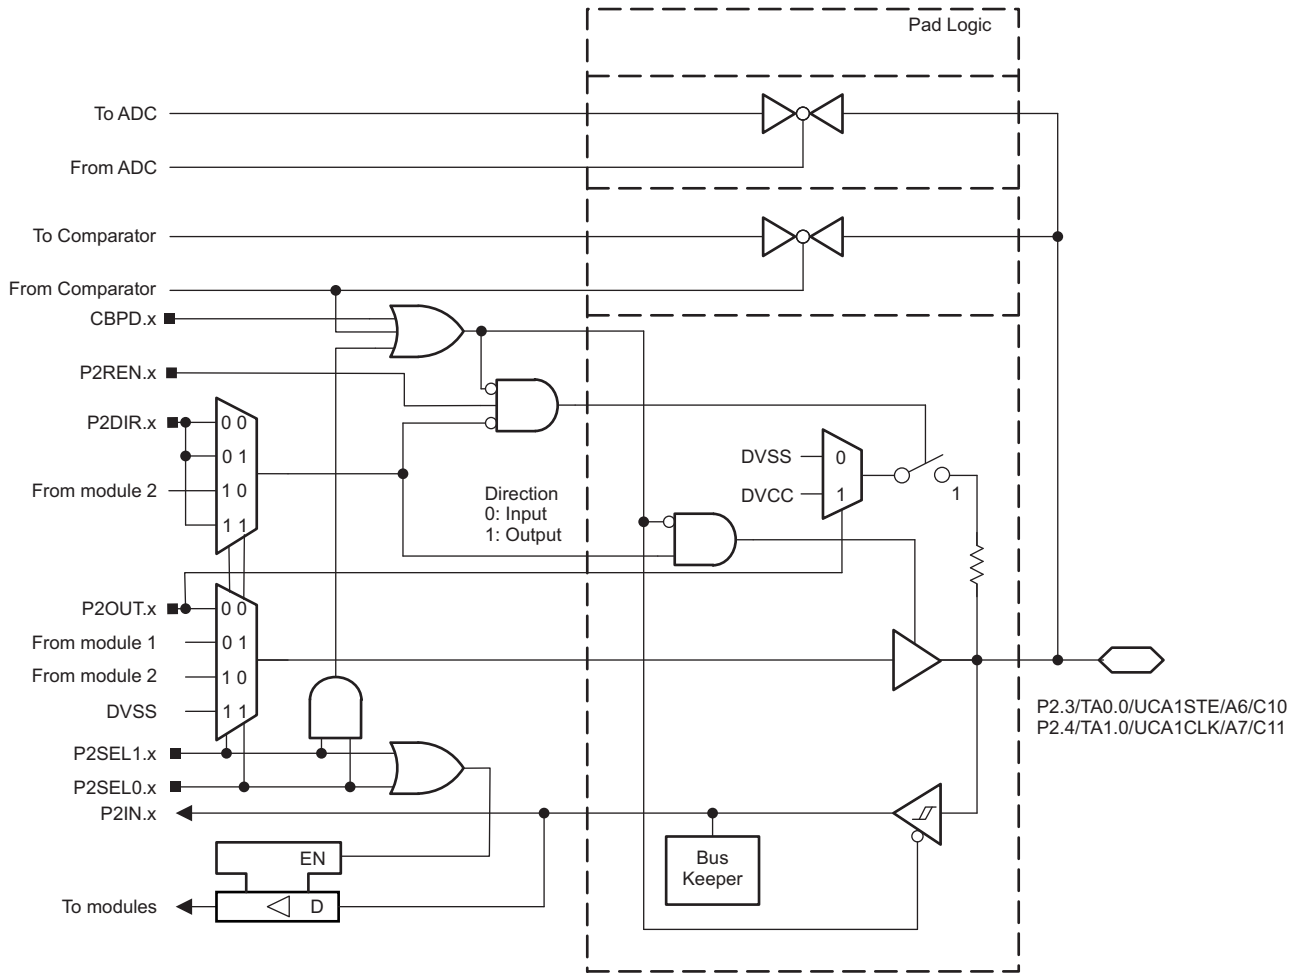 Pad Logic
To ADC
From ADC
To Comparator
From Comparator
CBPD.x
P2REN.x
P2DIR.x
0 0
0 1
From module 2
1 0
1 1
Direction
0: Input
1: Output
DVSS
0
DVCC
1
1
P2OUT.x
0 0
From module 1
0 1
From module 2
1 0
DVSS
1 1
P2.3/TA0.0/UCA1STE/A6/C10
P2.4/TA1.0/UCA1CLK/A7/C11
P2SEL1.x
P2SEL0.x
P2IN.x
Bus
Keeper
EN
To modules
D